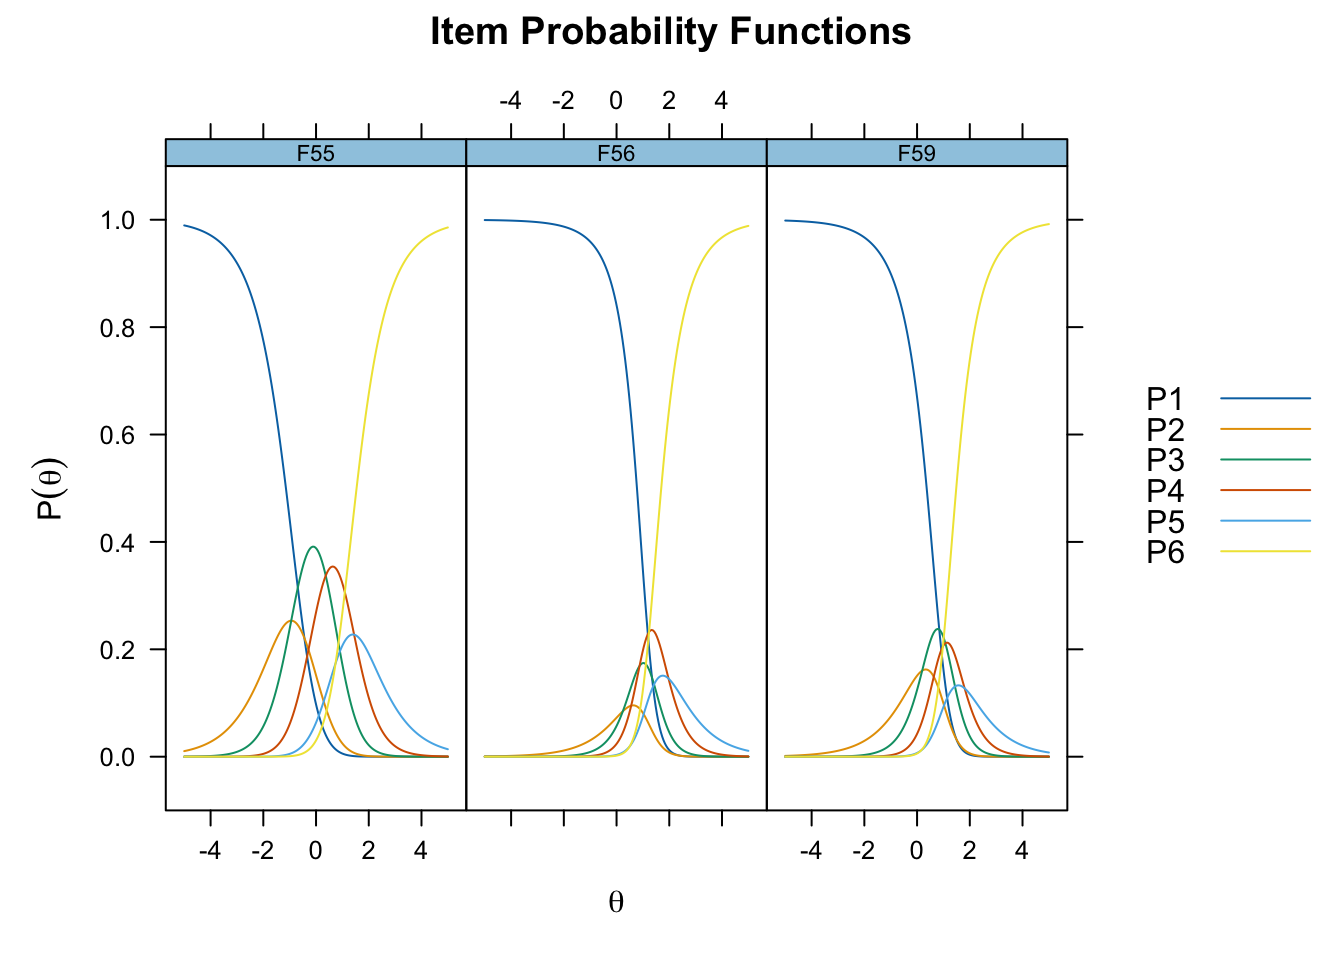 Item Probability Functions
-4 -2 0 2 4
F55 F56 F59
1.0
0.8
0.6
0.4
0.2
0.0
P(θ)
P1
P2
P3
P4
P5
P6
-4 -2 0 2 4 -4 -2 0 2 4
θ